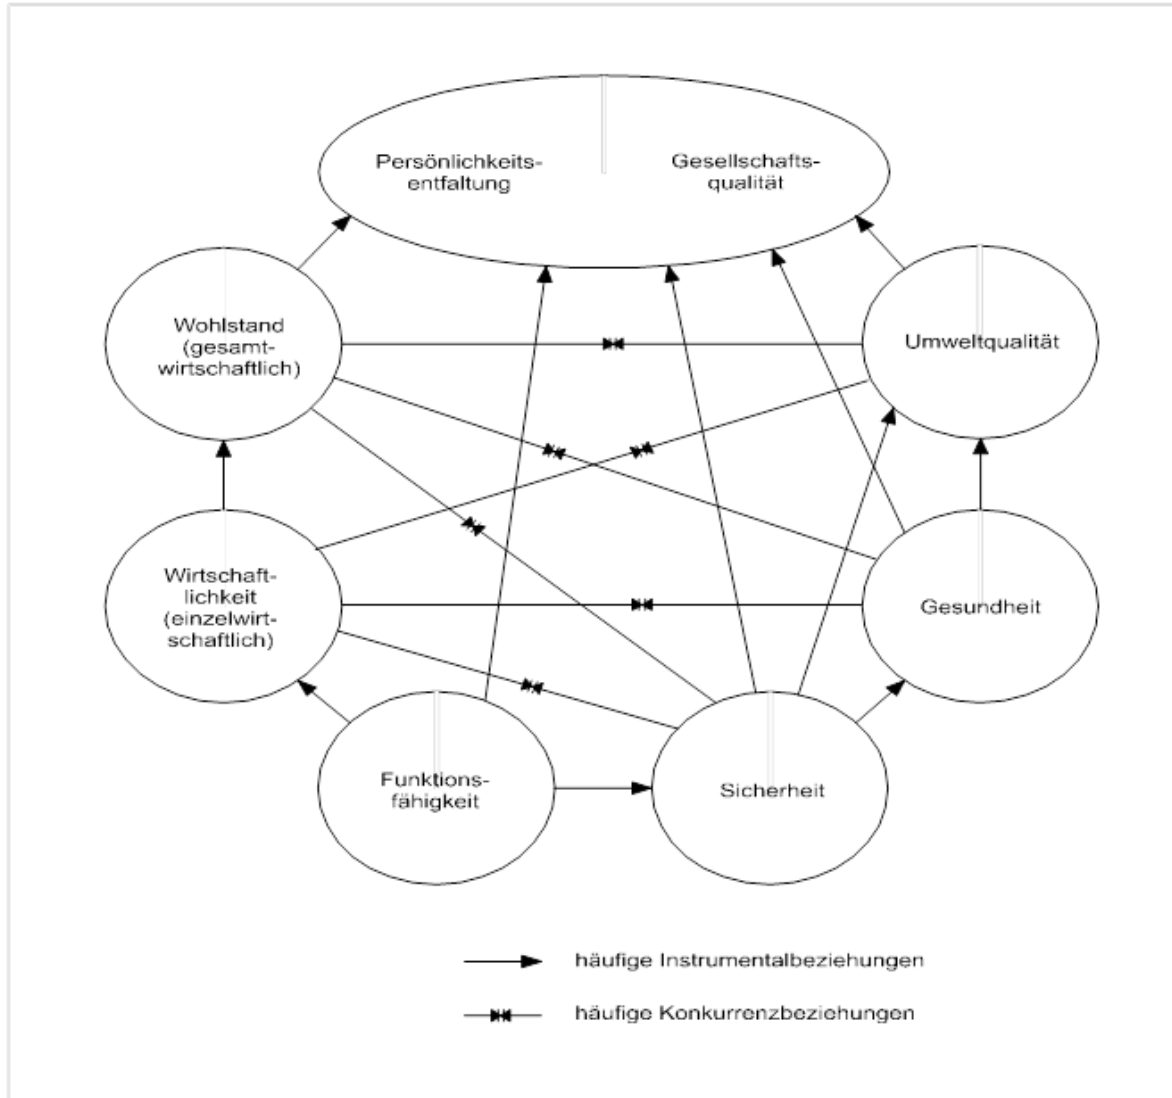 Persönlichkeits-
entfaltung
Gesellschafts-
qualität
Wohlstand
(gesamt-
wirtschaftlich)
Umweltqualität
Wirtschaft-
lichkeit
(einzelwirt-
schaftlich)
Gesundheit
Funktions-
fähigkeit
Sicherheit
häufige Instrumentalbeziehungen
häufige Konkurrenzbeziehungen